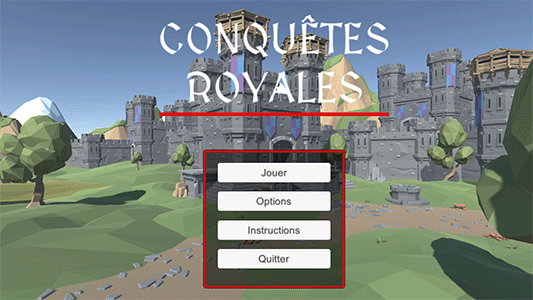 CONQUÊTES
ROYALES
Jouer
Options
Instructions
Quitter